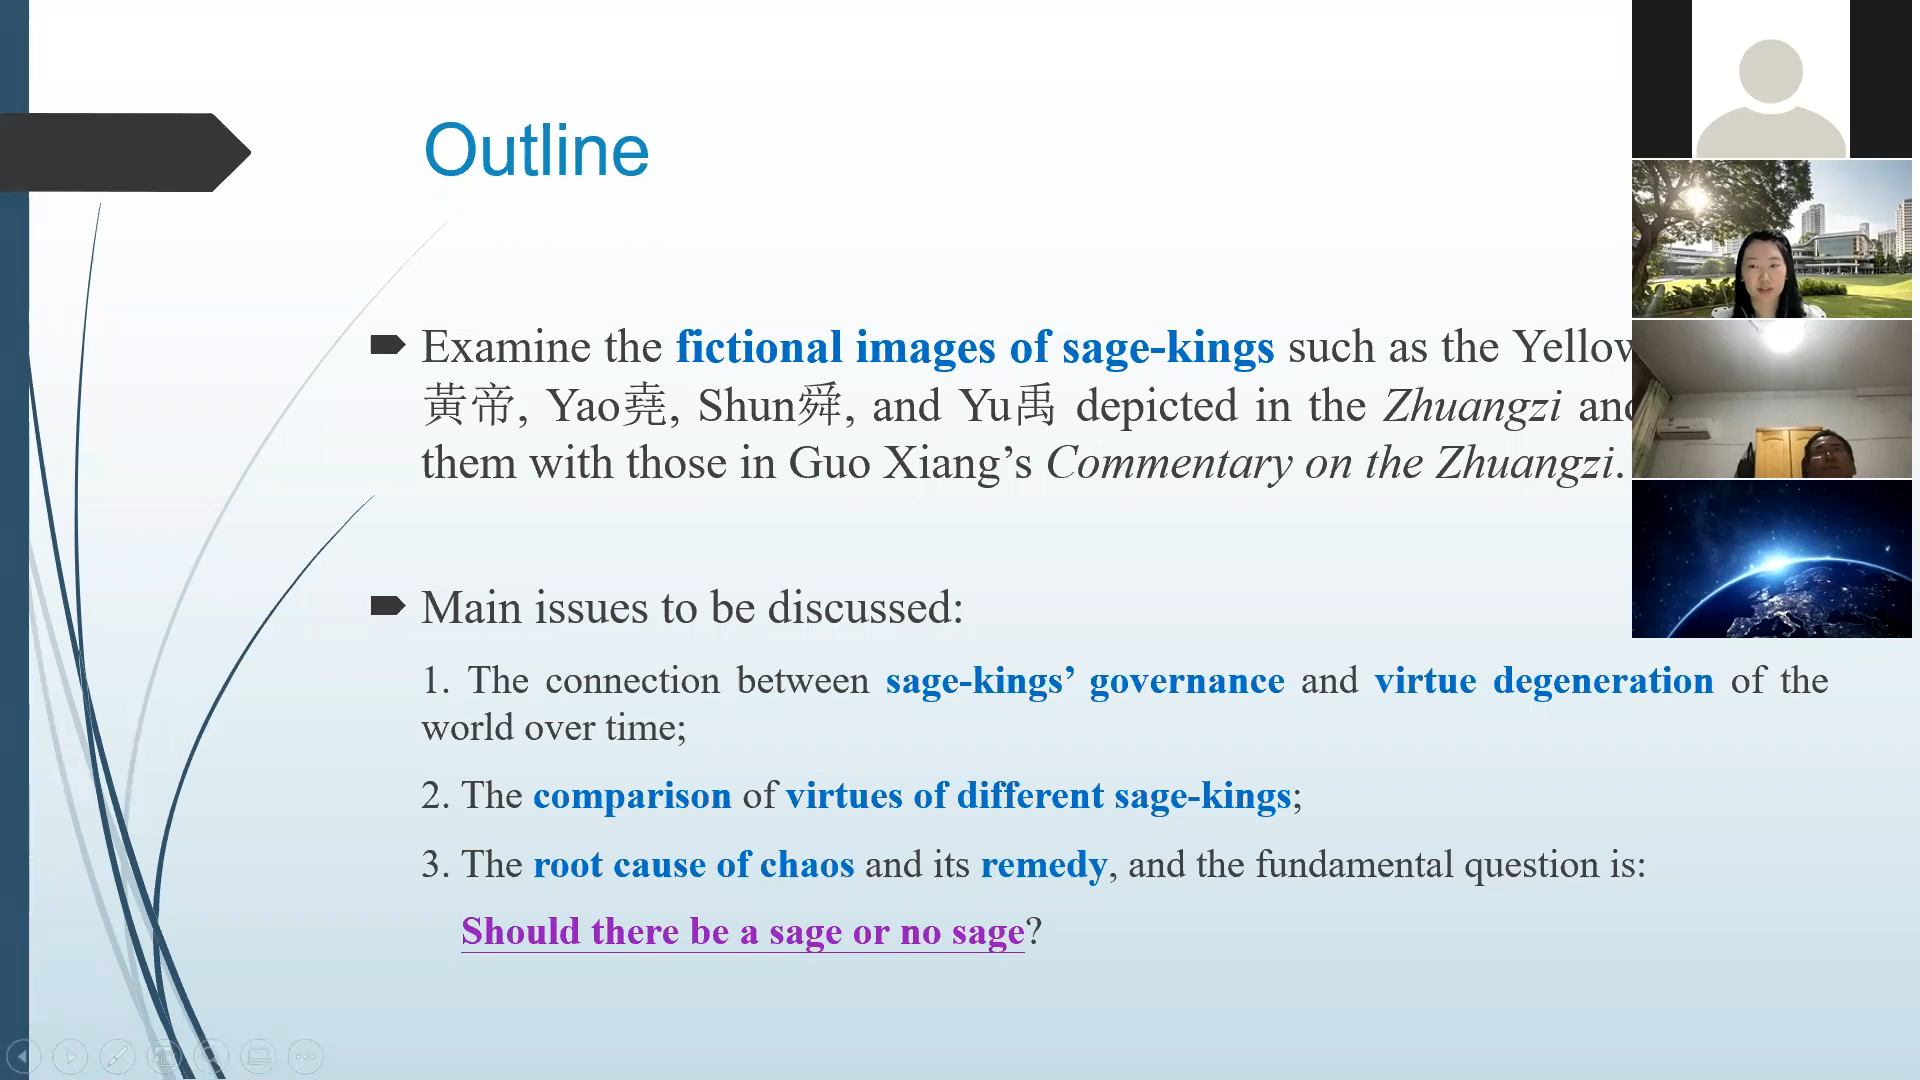 Outline
Examine the fictional images of sage-kings such as the Yellow
黃帝, Yao堯, Shun舜, and Yu禹 depicted in the Zhuangzi and
them with those in Guo Xiang’s Commentary on the Zhuangzi.
Main issues to be discussed:
1. The connection between sage-kings’ governance and virtue degeneration of the
world over time;
2. The comparison of virtues of different sage-kings;
3. The root cause of chaos and its remedy, and the fundamental question is:
Should there be a sage or no sage?